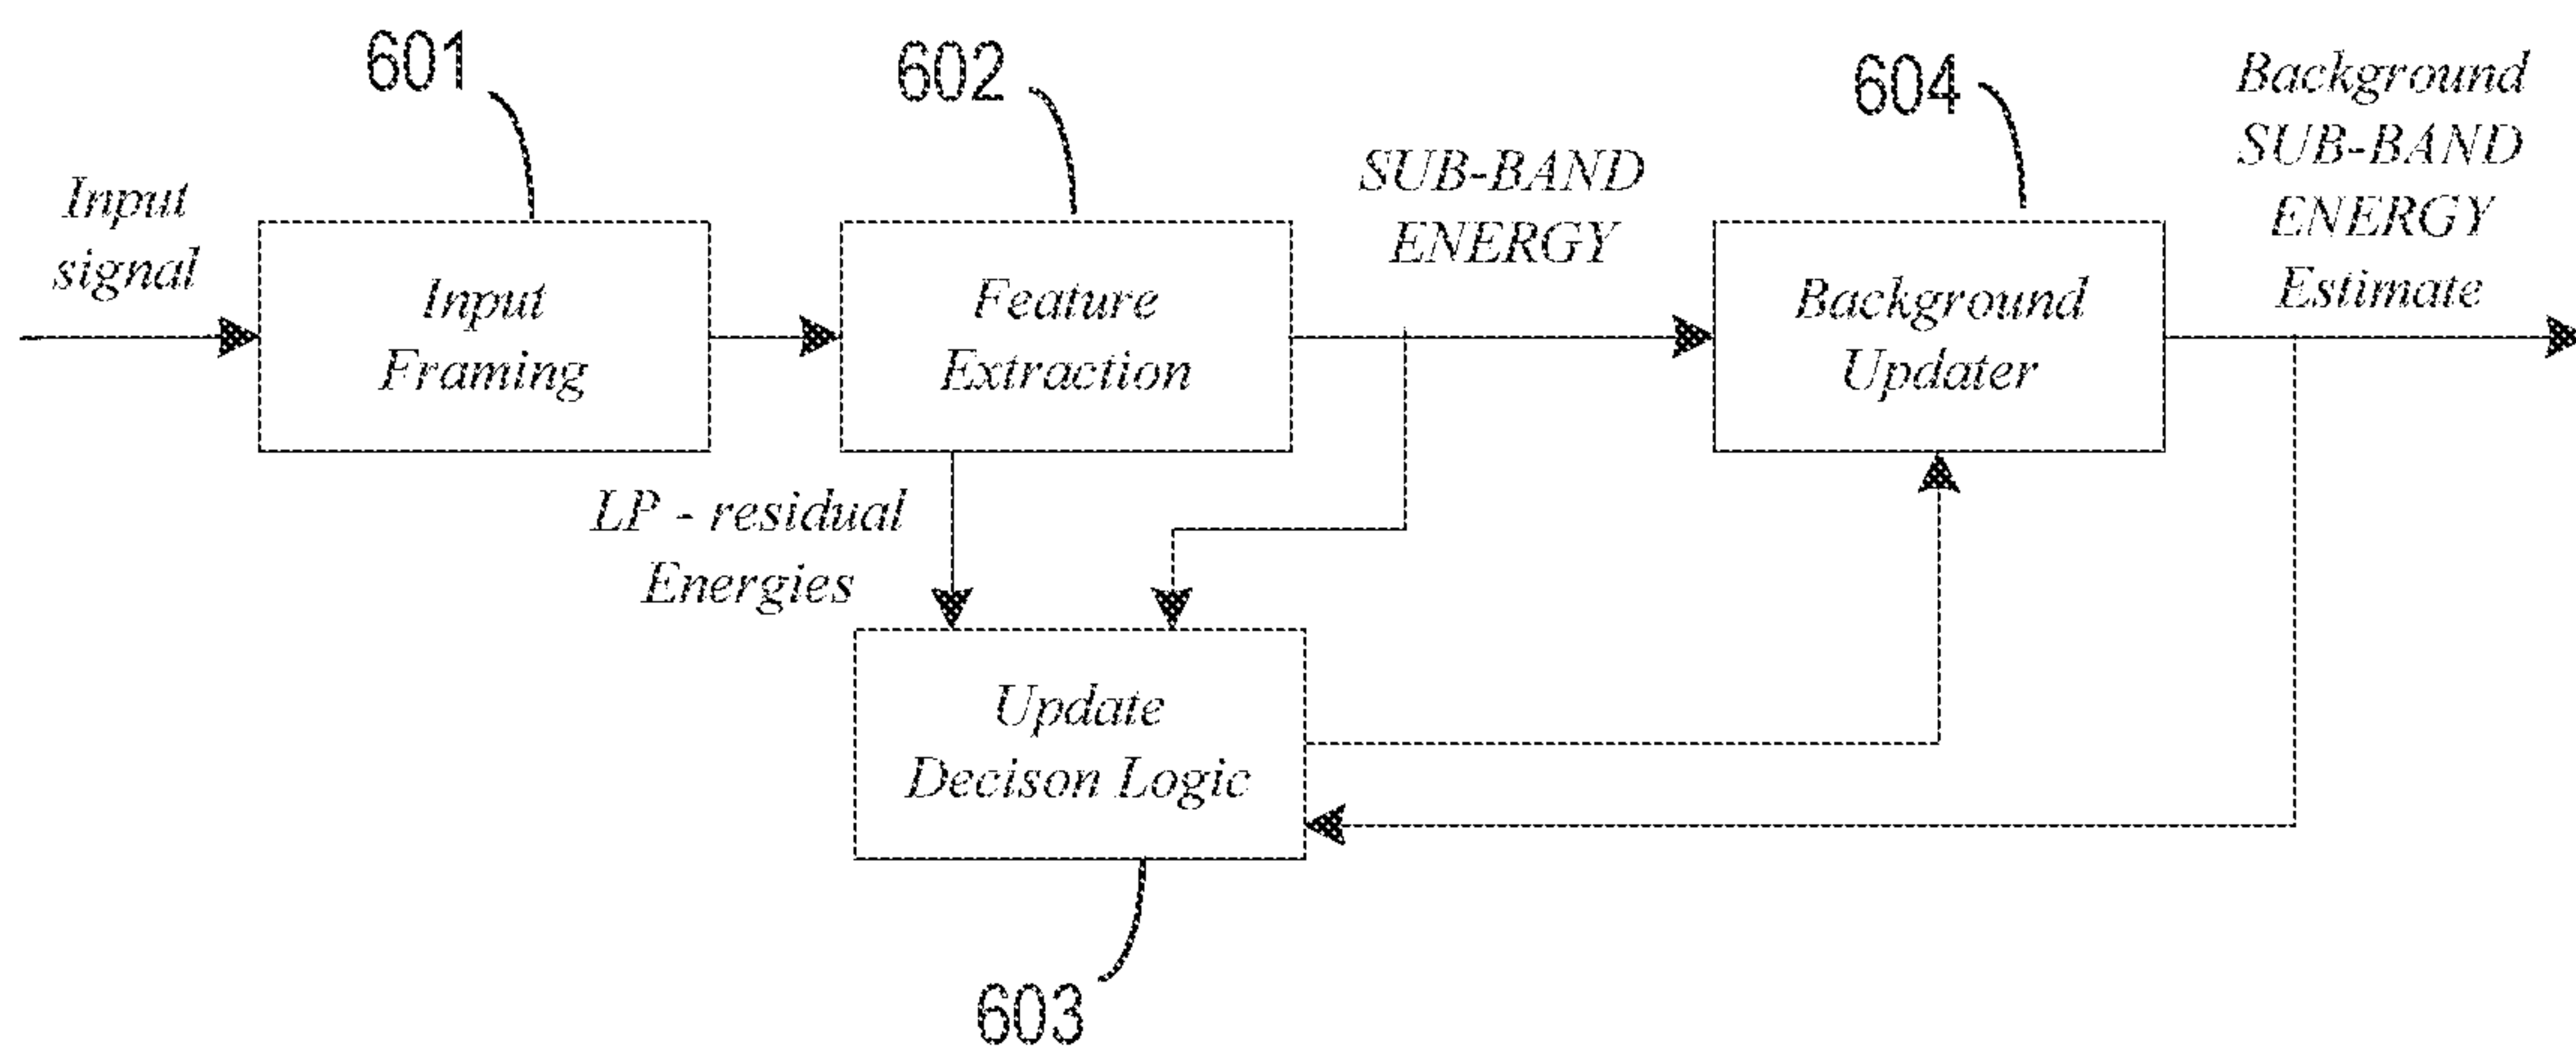 601
602
604
Background
SUB-BAND
ENERGY
Estimate
SUB-BAND
ENERGY
Input
signal
Input
Framing
Feature
Extraction
Background
Updater
LP - residual
Energies
Update
Decison Logic
603